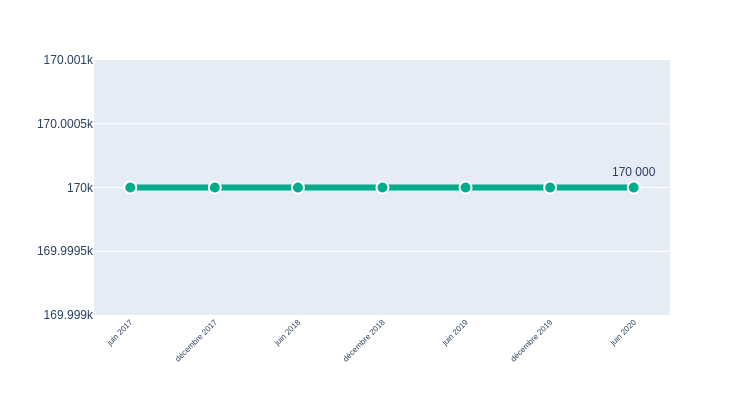 170.001k
170.0005k
170 000
170k
169.9995k
169.999k
juin 2017
décembre 2017
juin 2018
décembre 2018
juin 2019
décembre 2019
juin 2020